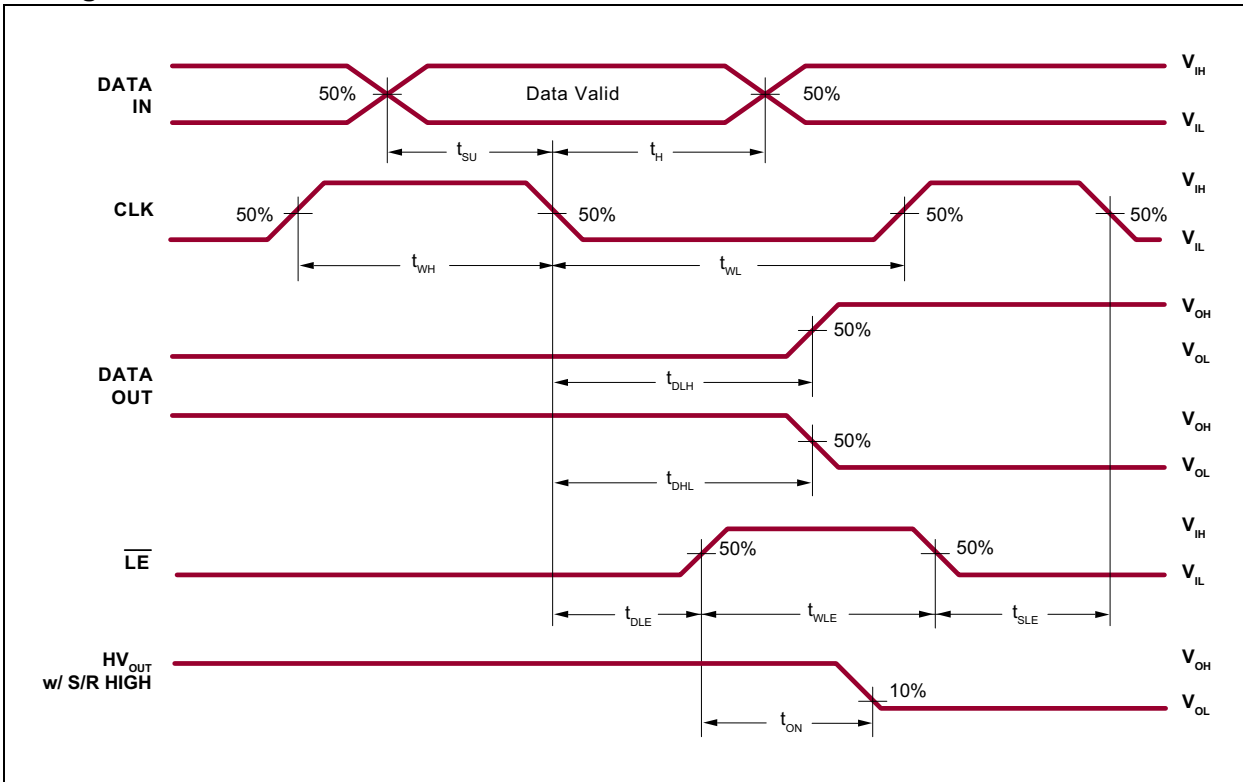 DATA
IN
50%
Data Valid
50%
V_IH
V_IL
t_SU
t_H
CLK
50%
50%
50%
50%
V_IH
V_IL
t_WH
t_WL
DATA
OUT
50%
V_OH
V_OL
t_DLH
50%
V_OH
V_OL
t_DHL
L̅E̅
50%
50%
V_IH
V_IL
t_DLE
t_WLE
t_SLE
HV_OUT
w/ S/R HIGH
10%
V_OH
V_OL
t_ON